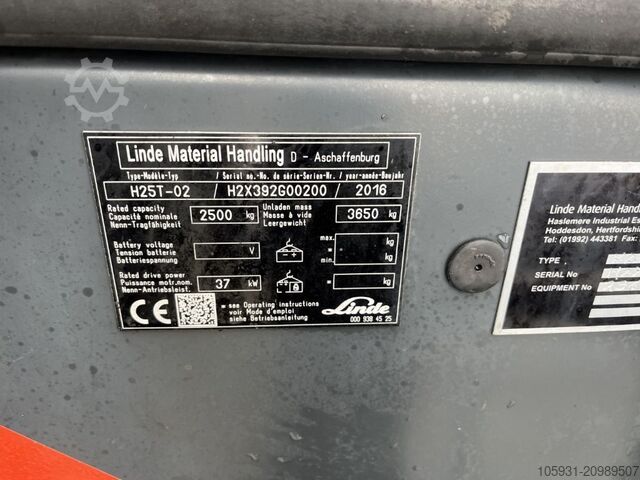 Linde Material Handling D - Aschaffenburg
Type-Modèle-Typ / Serial no.-No. de série-Serien-Nr. / year-année-Baujahr
H25T-02 / H2X392G00200 / 2016
Rated capacity
Capacité nominale
Nenn-Tragfähigkeit
2500 kg
Unladen mass
Masse à vide
Leergewicht
3650 kg
Battery voltage
Tension batterie
Batteriespannung
V
max.
kg
min.
kg
Rated drive power
Puissance motr.nom.
Nenn-Antriebsleist.
37 kW
= kg
CE
= see Operating instructions
voir Mode d'emploi
siehe Betriebsanleitung
Linde
000 938 45 25
Linde Material Han
Haslemere Industrial Es
Hoddesdon, Hertfordshi
Tel: (01992) 443381 Fax:
TYPE
SERIAL No
EQUIPMENT No
105931-20989507